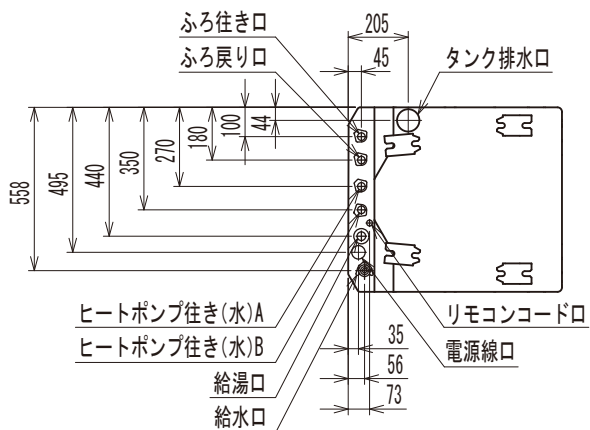 ふろ往き口
ふろ戻り口
205
45
タンク排水口
44
100
180
270
350
440
495
558
ヒートポンプ往き(水)A
ヒートポンプ往き(水)B
給湯口
給水口
35
56
73
リモコンコード口
電源線口